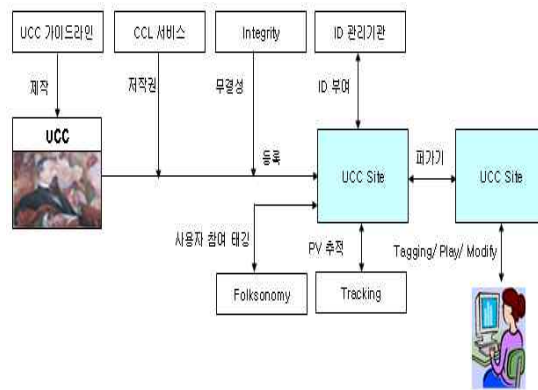 UCC 가이드라인
CCL 서비스
Integrity
ID 관리기관
제작
저작권
무결성
ID 부여
UCC
등록
UCC Site
퍼가기
UCC Site
사용자 참여 태깅
PV 추적
Tagging/ Play/ Modify
Folksonomy
Tracking